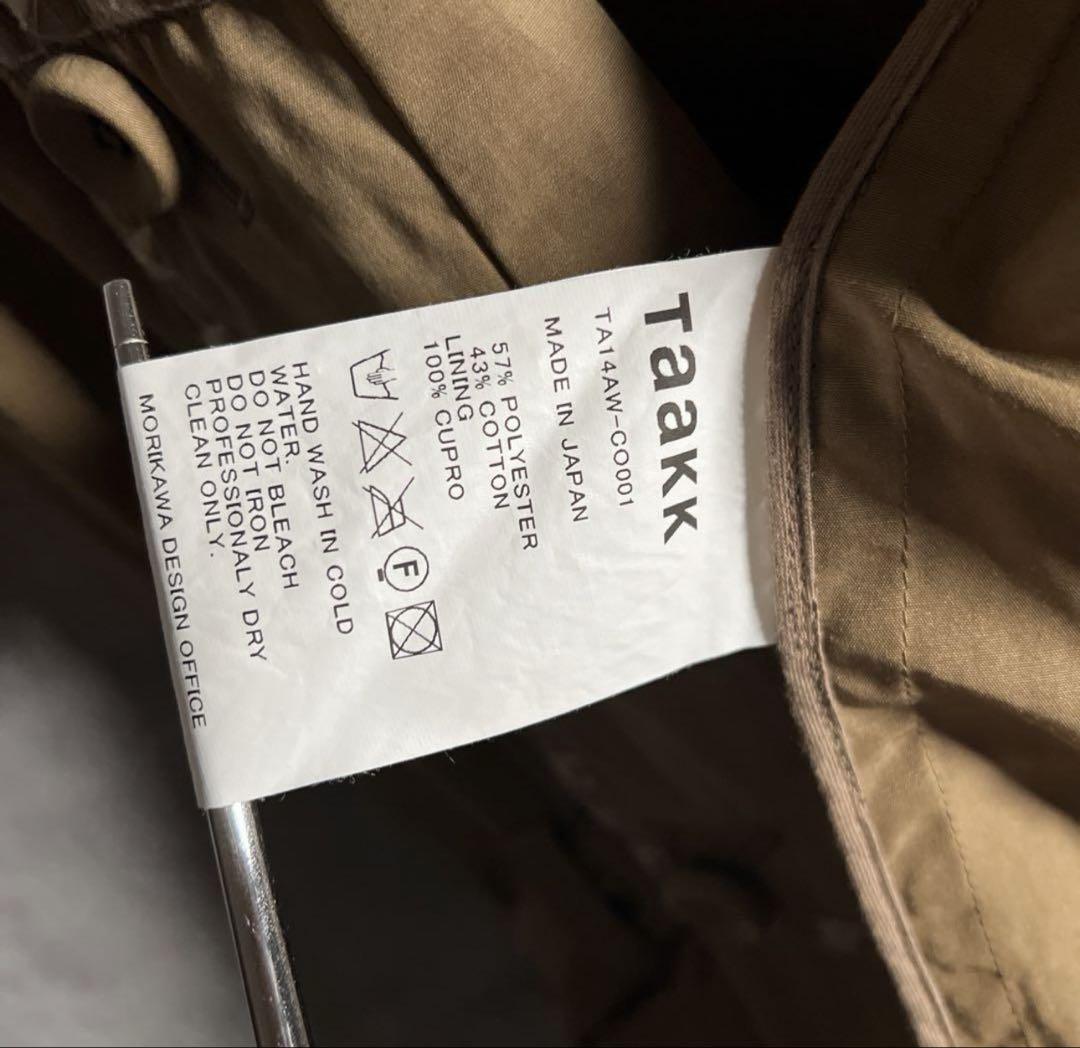 Taakk
TA14AW-CO001
MADE IN JAPAN
57% POLYESTER
43% COTTON
LINING
100% CUPRO
F
HAND WASH IN COLD
WATER.
DO NOT BLEACH
DO NOT IRON
PROFESSIONALY DRY
CLEAN ONLY.
MORIKAWA DESIGN OFFICE